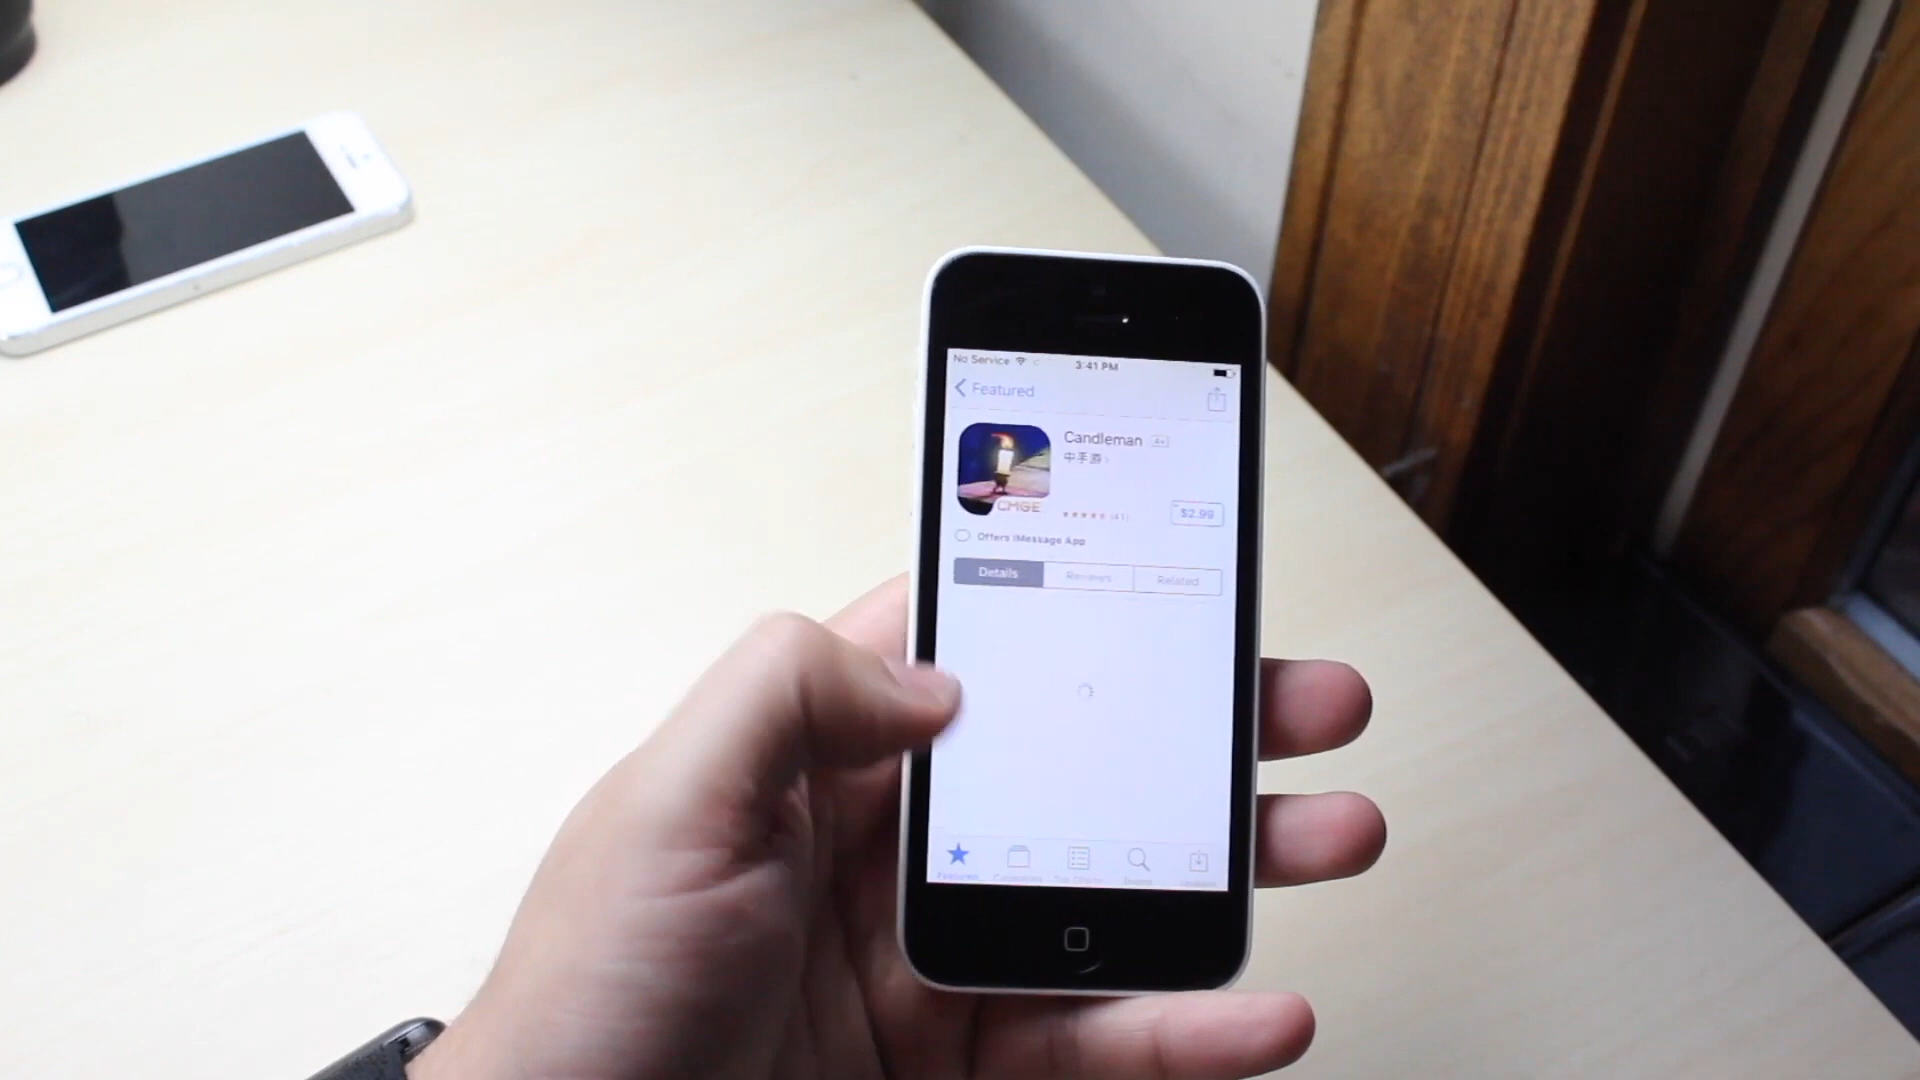 No Service 3:41 PM
Featured
Candleman 4+
中手游
CMGE
(41)
$2.99
Offers iMessage App
Details Reviews Related
Featured